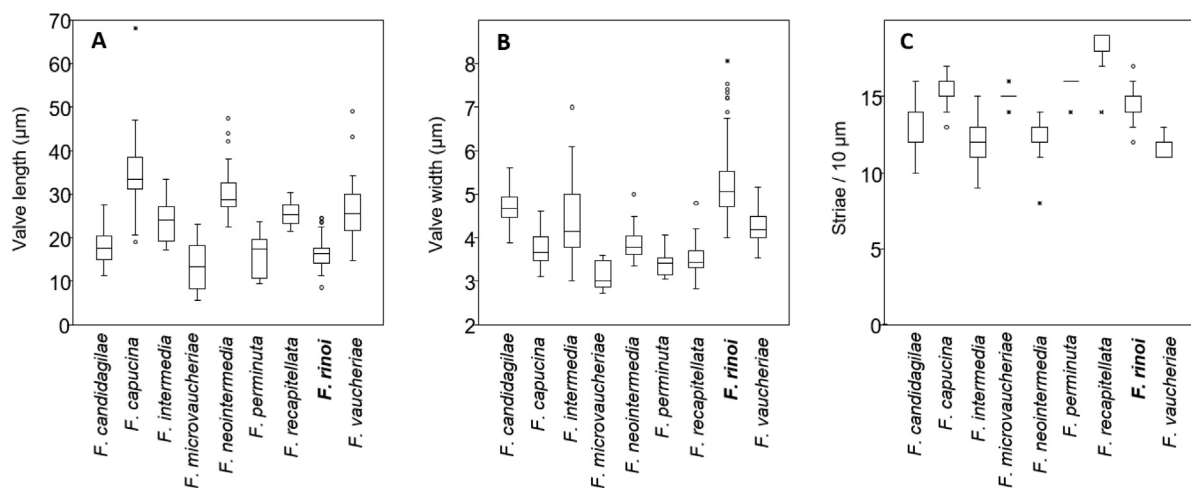 A
Valve length (µm)
70
60
50
40
30
20
10
0
F. candidagilae
F. capucina
F. intermedia
F. microvaucheriae
F. neointermedia
F. perminuta
F. recapitellata
F. rinoi
F. vaucheriae
B
Valve width (µm)
8
7
6
5
4
3
2
F. candidagilae
F. capucina
F. intermedia
F. microvaucheriae
F. neointermedia
F. perminuta
F. recapitellata
F. rinoi
F. vaucheriae
C
Striae / 10 µm
15
10
5
0
F. candidagilae
F. capucina
F. intermedia
F. microvaucheriae
F. neointermedia
F. perminuta
F. recapitellata
F. rinoi
F. vaucheriae